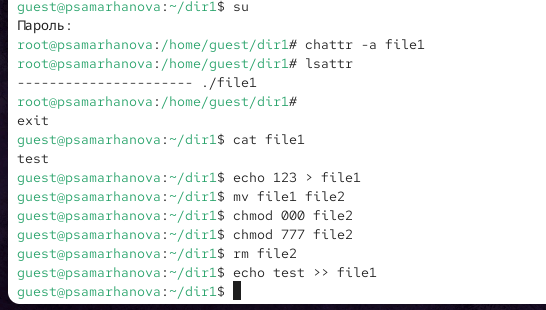 guest@psamarhanova:~/dir1$ su
Пароль:
root@psamarhanova:/home/guest/dir1# chattr -a file1
root@psamarhanova:/home/guest/dir1# lsattr
---------------------- ./file1
root@psamarhanova:/home/guest/dir1#
exit
guest@psamarhanova:~/dir1$ cat file1
test
guest@psamarhanova:~/dir1$ echo 123 > file1
guest@psamarhanova:~/dir1$ mv file1 file2
guest@psamarhanova:~/dir1$ chmod 000 file2
guest@psamarhanova:~/dir1$ chmod 777 file2
guest@psamarhanova:~/dir1$ rm file2
guest@psamarhanova:~/dir1$ echo test >> file1
guest@psamarhanova:~/dir1$